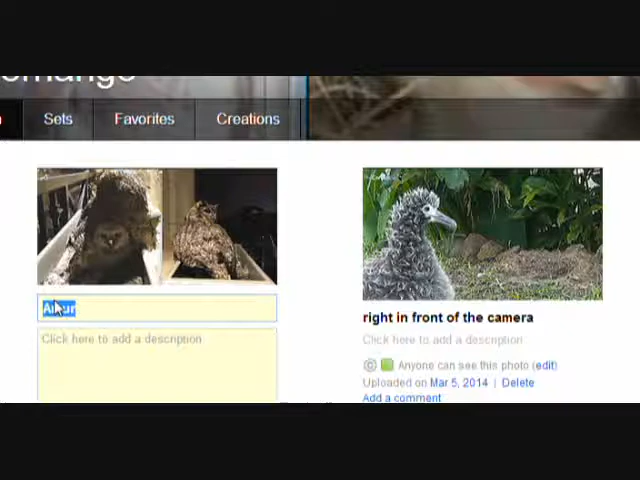 Sets
Favorites
Creations
Click here to add a description
right in front of the camera
Click here to add a description
Anyone can see this photo (edit)
Uploaded on Mar 5, 2014 | Delete
Add a comment